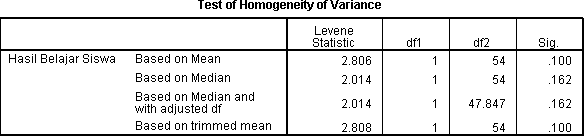 Test of Homogeneity of Variance
Levene Statistic df1 df2 Sig.
Hasil Belajar Siswa Based on Mean 2.806 1 54 .100
Based on Median 2.014 1 54 .162
Based on Median and with adjusted df 2.014 1 47.847 .162
Based on trimmed mean 2.808 1 54 .100